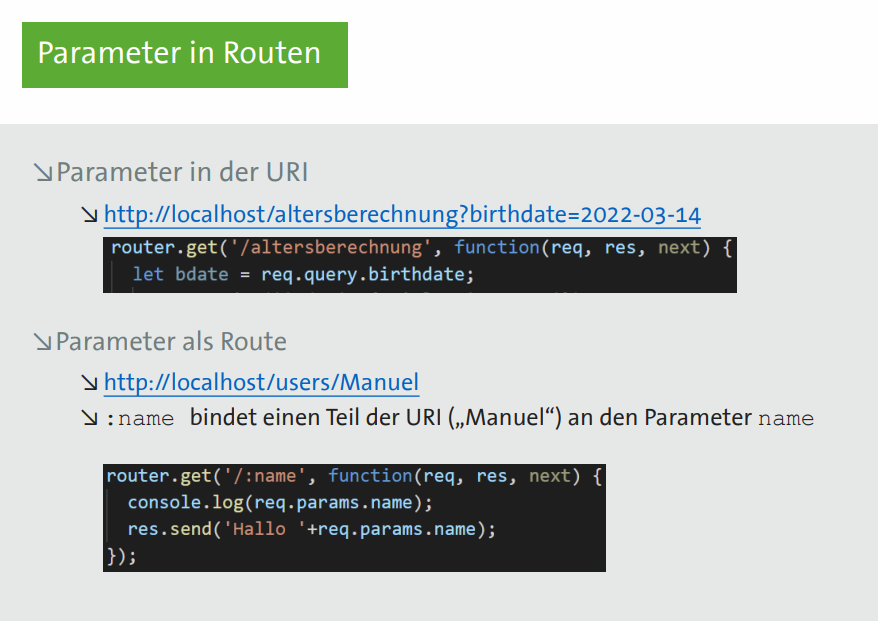 Parameter in Routen
↘Parameter in der URI
↘ http://localhost/altersberechnung?birthdate=2022-03-14
router.get('/altersberechnung', function(req, res, next) {
let bdate = req.query.birthdate;
↘Parameter als Route
↘ http://localhost/users/Manuel
↘ :name bindet einen Teil der URI („Manuel“) an den Parameter name
router.get('/:name', function(req, res, next) {
console.log(req.params.name);
res.send('Hallo '+req.params.name);
});